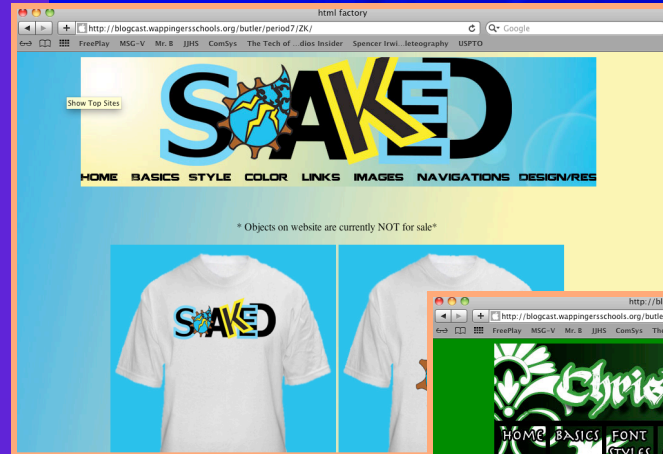 html factory
http://blogcast.wappingersschools.org/butler/period7/ZK/
Google
FreePlay MSG-V Mr. B JJHS ComSys The Tech of ...dios Insider Spencer Irwi...leteography USPTO
Show Top Sites
SOAKED
HOME BASICS STYLE COLOR LINKS IMAGES NAVIGATIONS DESIGN/RES
* Objects on website are currently NOT for sale*
SOAKED
http://bl
http://blogcast.wappingersschools.org/butle
FreePlay MSG-V Mr. B JJHS ComSys The
Chris
HOME BASICS FONT
STYLES